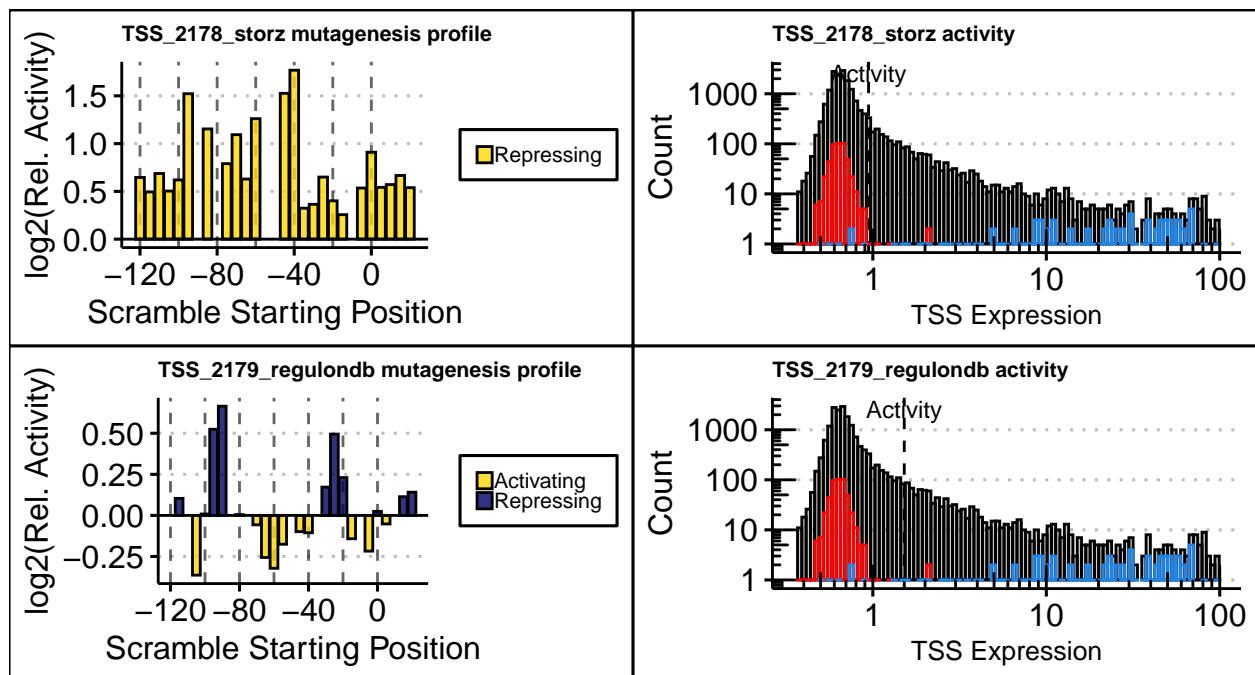 TSS_2178_storz mutagenesis profile
log2(Rel. Activity)
1.5
1.0
0.5
0.0
−120 −80 −40 0
Scramble Starting Position
Repressing
TSS_2178_storz activity
Activity
Count
1000
100
10
1
1 10 100
TSS Expression
TSS_2179_regulondb mutagenesis profile
log2(Rel. Activity)
0.50
0.25
0.00
−0.25
−120 −80 −40 0
Scramble Starting Position
Activating
Repressing
TSS_2179_regulondb activity
Activity
Count
1000
100
10
1
1 10 100
TSS Expression